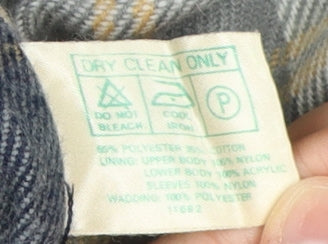 DRY CLEAN ONLY
DO NOT BLEACH
COOL IRON
P
65% POLYESTER 35% COTTON
LINING: UPPER BODY 100% NYLON
LOWER BODY 100% ACRYLIC
SLEEVES 100% NYLON
WADDING: 100% POLYESTER
11682